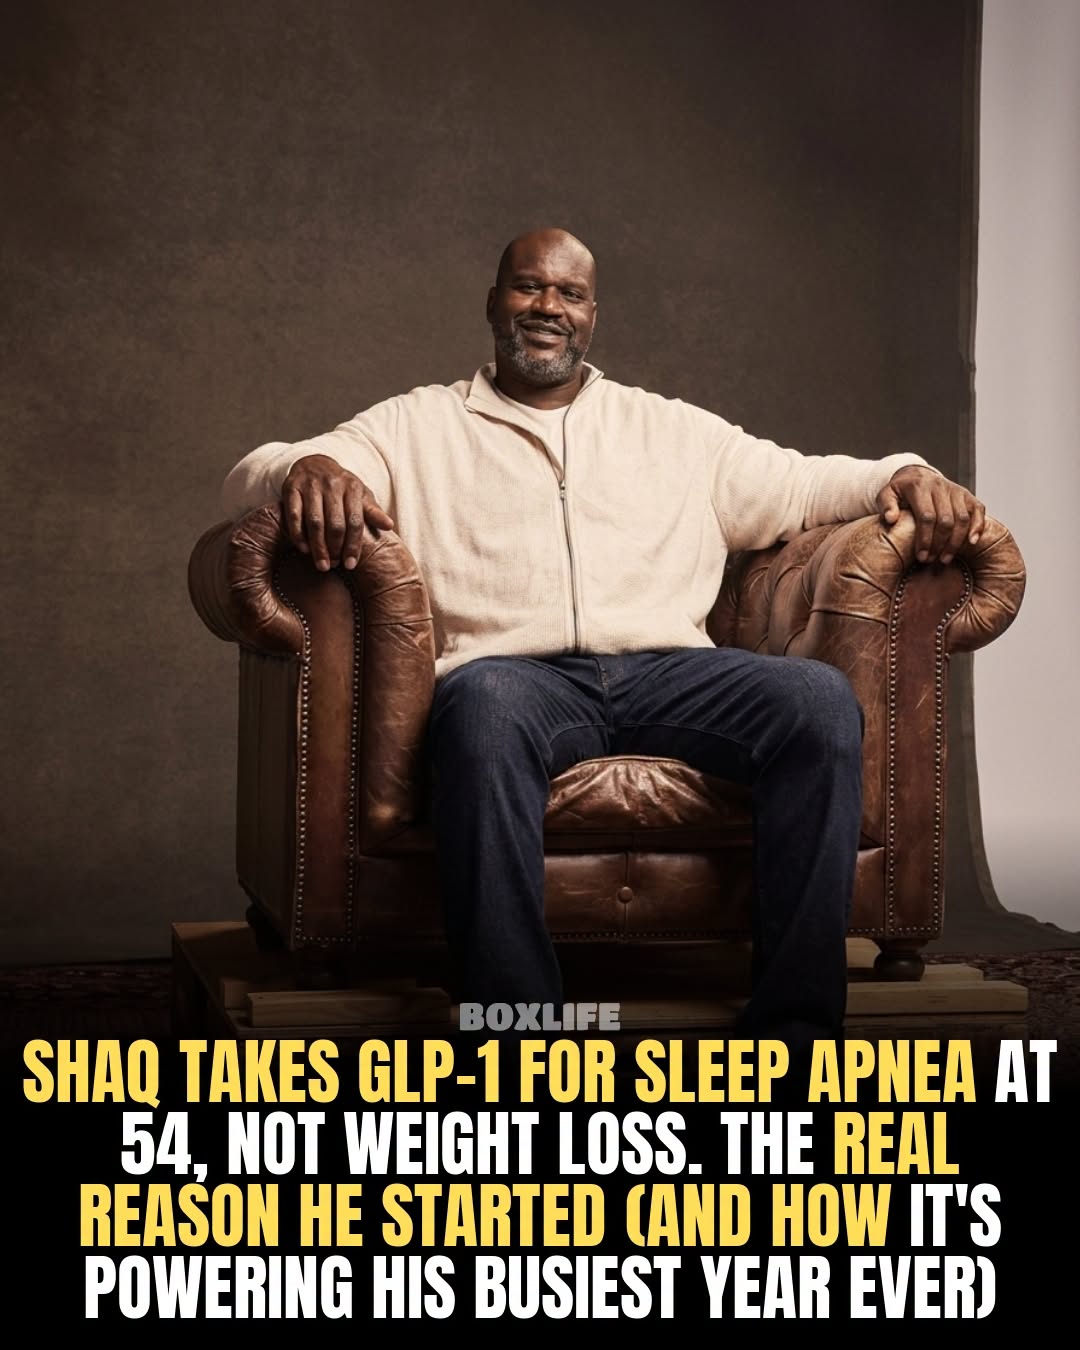 BOXLIFE
SHAQ TAKES GLP-1 FOR SLEEP APNEA AT
54, NOT WEIGHT LOSS. THE REAL
REASON HE STARTED (AND HOW IT'S
POWERING HIS BUSIEST YEAR EVER)